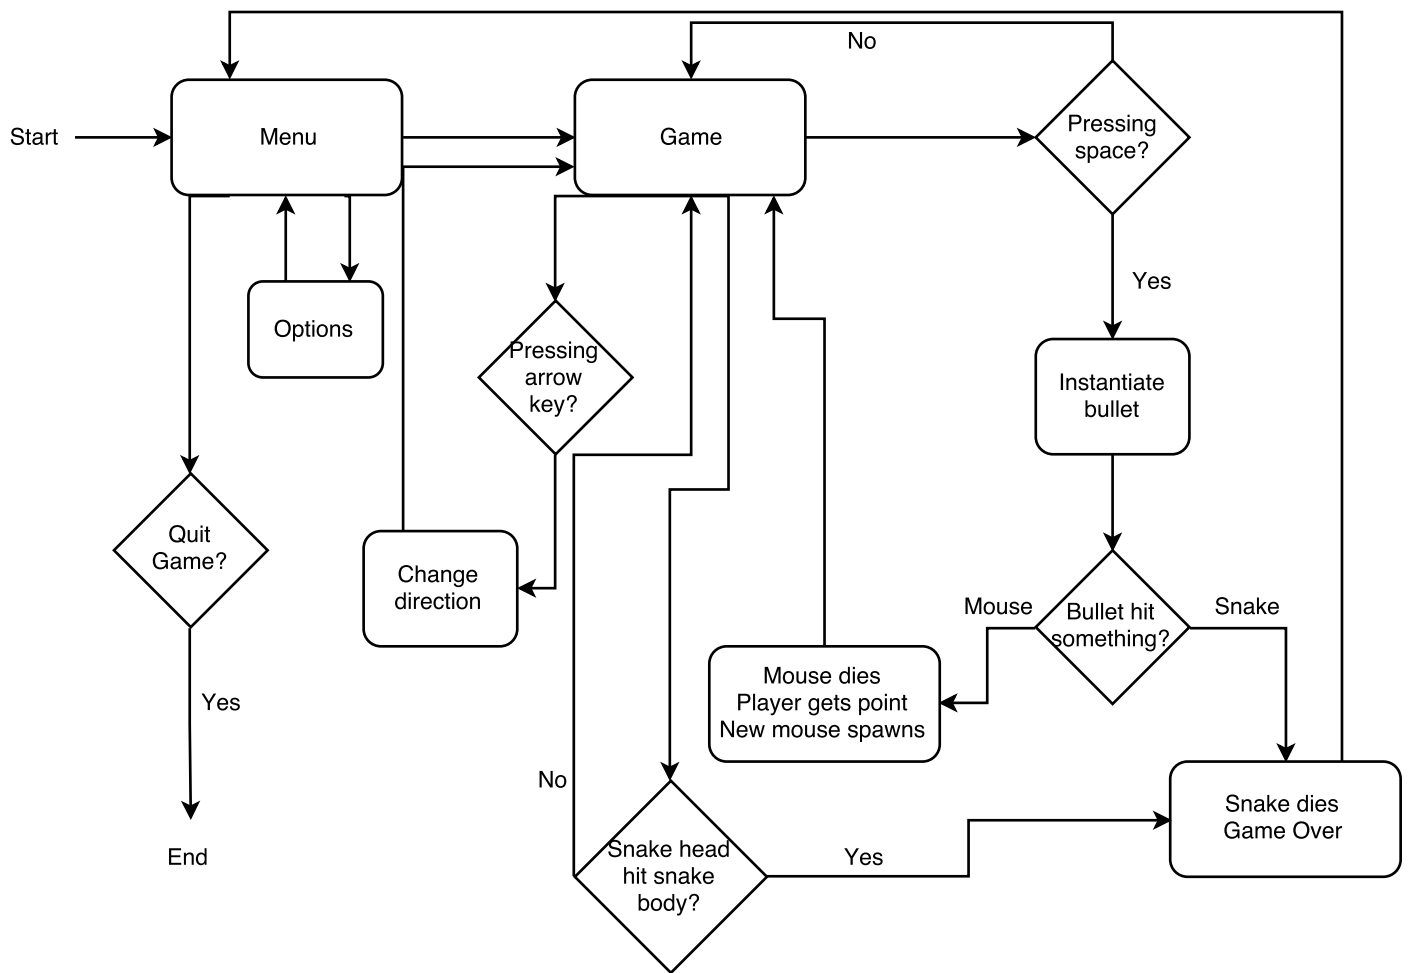 No
Start
Menu
Game
Pressing
space?
Yes
Options
Pressing
arrow
key?
Instantiate
bullet
Quit
Game?
Change
direction
Mouse
Bullet hit
something?
Snake
Yes
Mouse dies
Player gets point
New mouse spawns
No
Snake dies
Game Over
End
Snake head
hit snake
body?
Yes